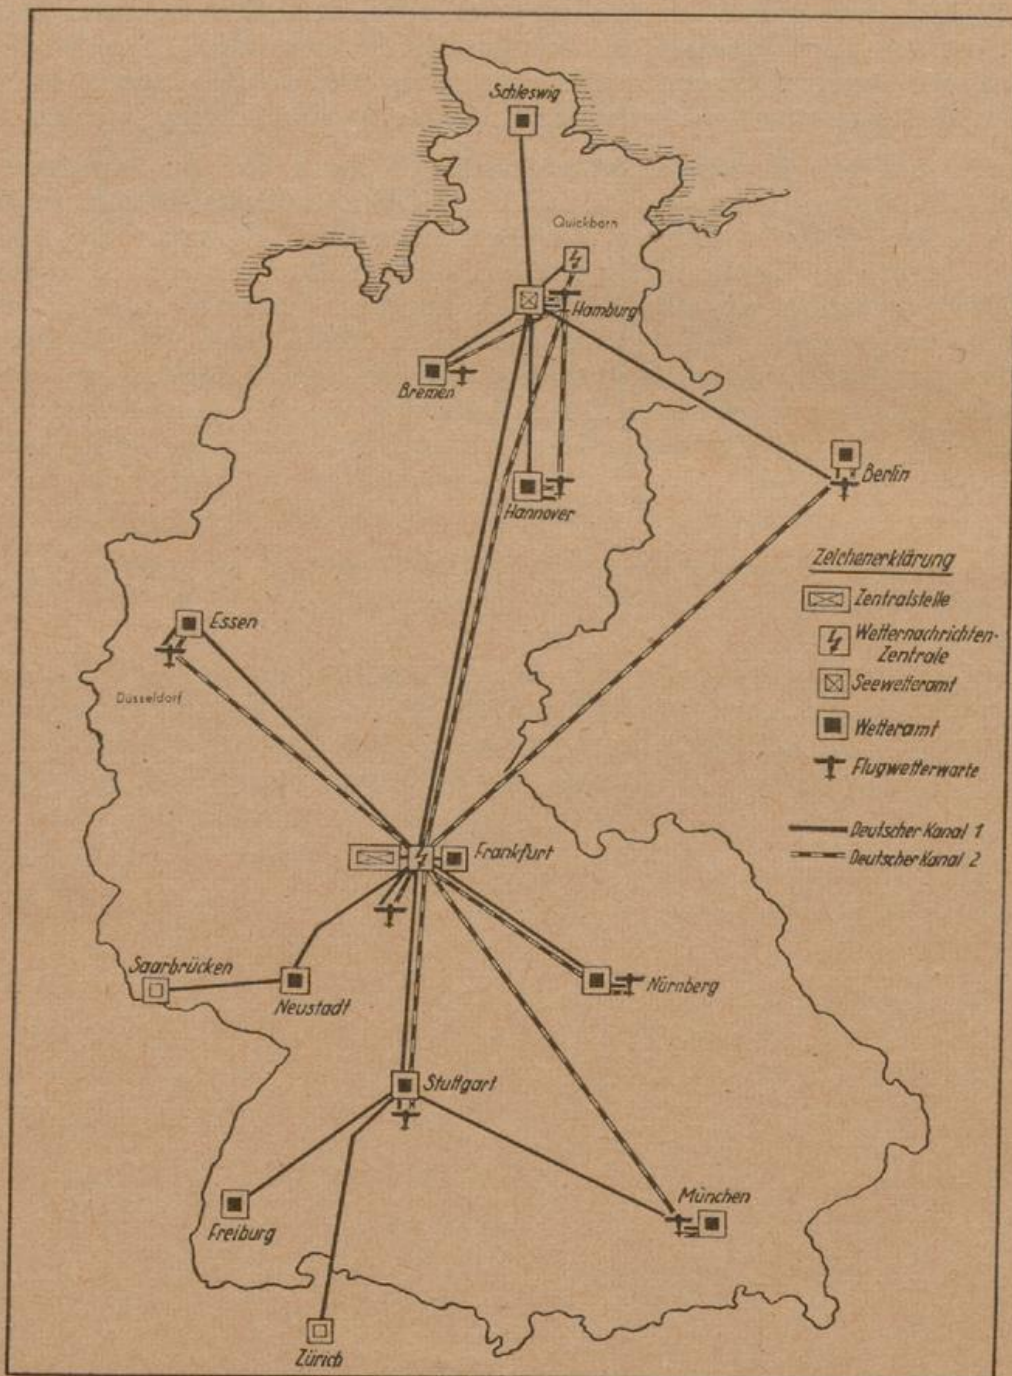 Schleswig
Quickborn
Hamburg
Bremen
Berlin
Hannover
Zeichenerklärung
Zentralstelle
Essen
Wetternachrichten-
Zentrale
Düsseldorf
Seewetteramt
Wetteramt
Flugwetterwarte
Deutscher Kanal 1
Frankfurt
Deutscher Kanal 2
Saarbrücken
Neustadt
Nürnberg
Stuttgart
München
Freiburg
Zürich